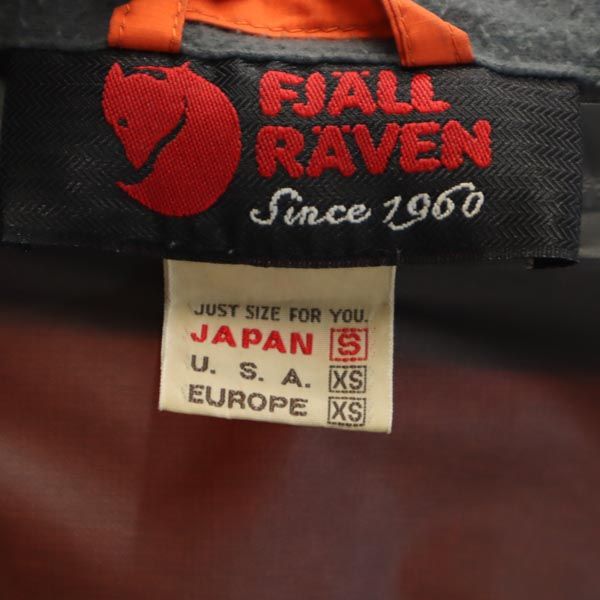 FJÄLL
RÄVEN
Since 1960
JUST SIZE FOR YOU.
JAPAN S
U. S. A. XS
EUROPE XS